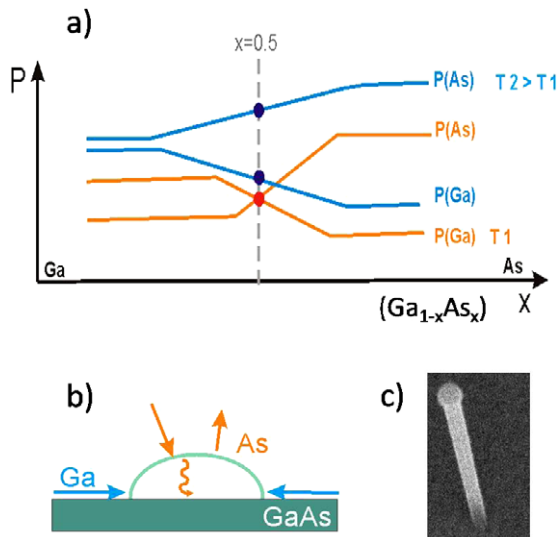 a)
x=0.5
P
P(As) T2 > T1
P(As)
P(Ga)
P(Ga) T1
Ga
As
X
(Ga₁₋ₓAsₓ)
b)
c)
As
Ga
GaAs